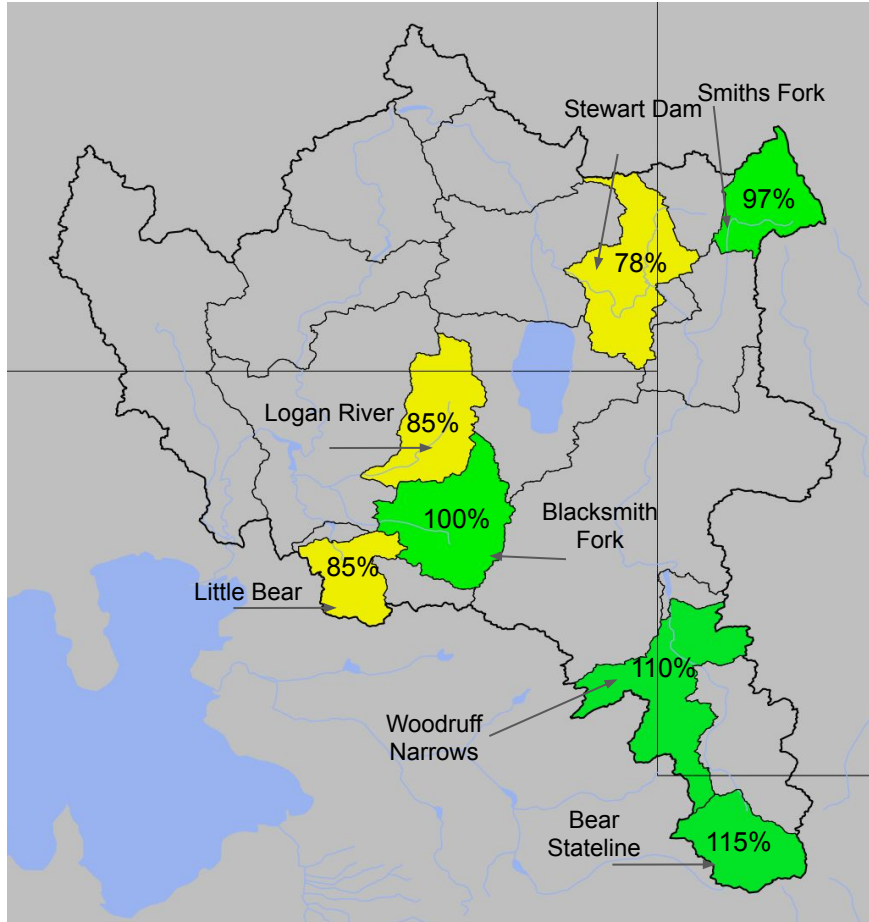 Smiths Fork
Stewart Dam
97%
78%
Logan River
85%
100%
Blacksmith
Fork
85%
Little Bear
110%
Woodruff
Narrows
Bear
Stateline
115%